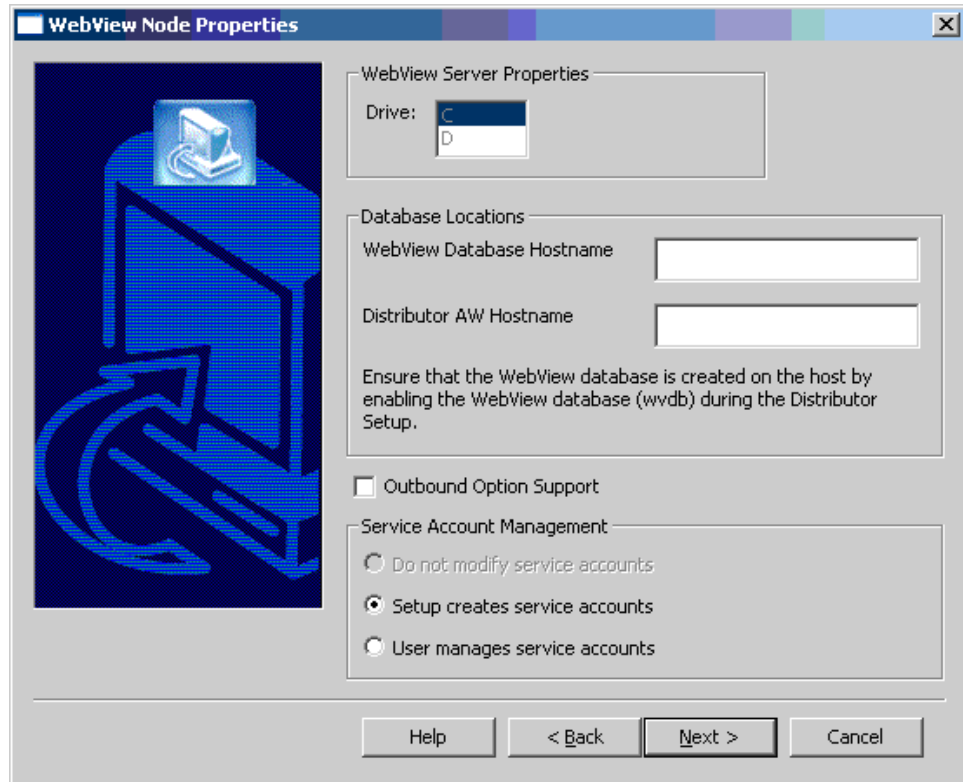 WebView Node Properties
WebView Server Properties
Drive:
C
D
Database Locations
WebView Database Hostname
Distributor AW Hostname
Ensure that the WebView database is created on the host by
enabling the WebView database (wvdb) during the Distributor
Setup.
Outbound Option Support
Service Account Management
Do not modify service accounts
Setup creates service accounts
User manages service accounts
Help
< Back
Next >
Cancel